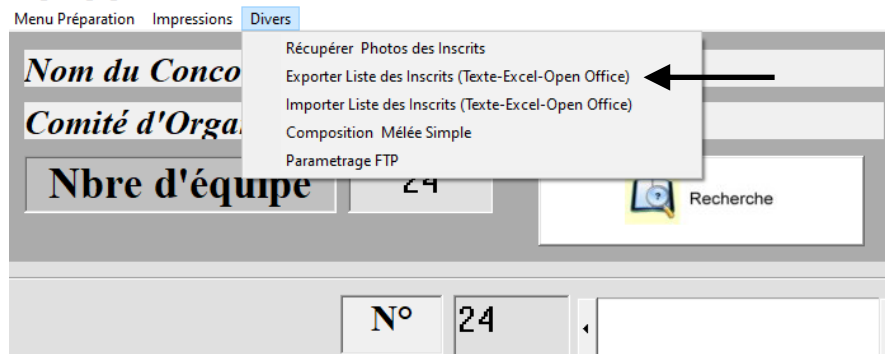 Menu Préparation Impressions Divers
Récupérer Photos des Inscrits
Nom du Conco
Exporter Liste des Inscrits (Texte-Excel-Open Office)
Importer Liste des Inscrits (Texte-Excel-Open Office)
Comité d'Orga
Composition Mélée Simple
Parametrage FTP
Nbre d'équipe 24
Recherche
N° 24